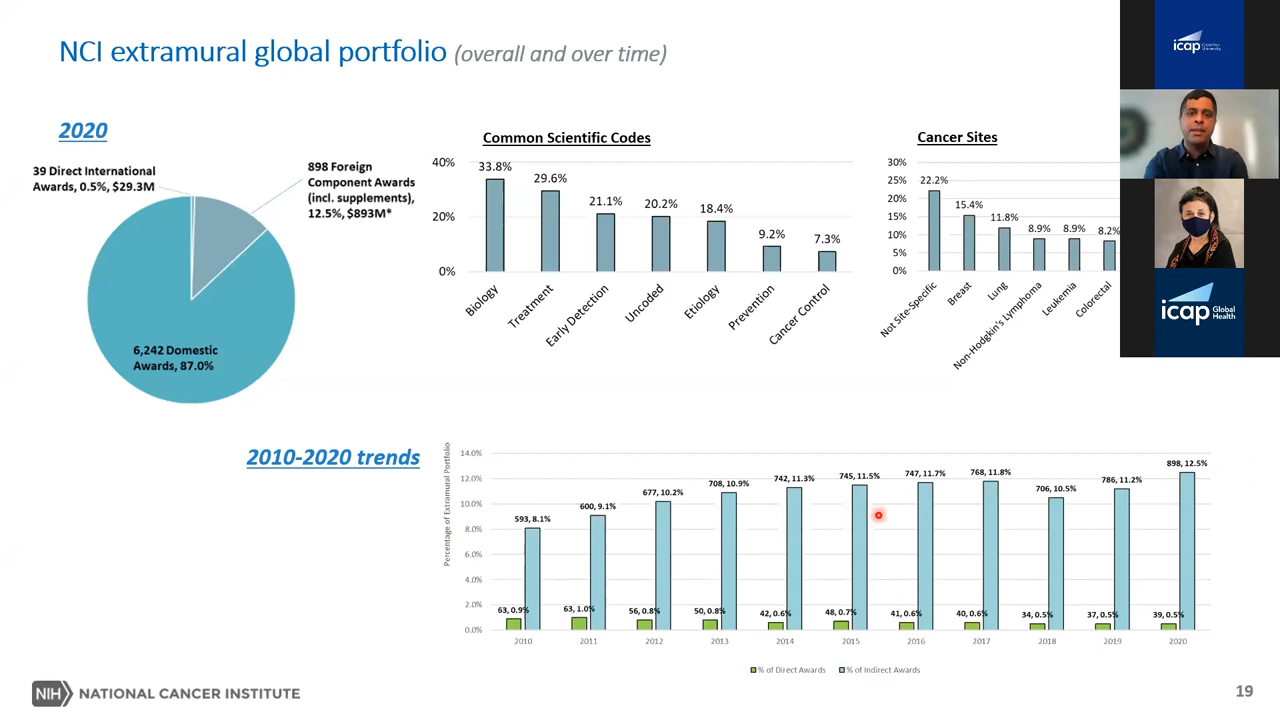 NCI extramural global portfolio (overall and over time)
2020
39 Direct International
Awards, 0.5%, $29.3M
898 Foreign
Component Awards
(incl. supplements),
12.5%, $893M*
6,242 Domestic
Awards, 87.0%
Common Scientific Codes
40%
20%
0%
33.8%
29.6%
21.1%
20.2%
18.4%
9.2%
7.3%
Biology
Treatment
Early Detection
Uncoded
Etiology
Prevention
Cancer Control
Cancer Sites
30%
25%
20%
15%
10%
5%
0%
22.2%
15.4%
11.8%
8.9%
8.9%
8.2%
Not Site-Specific
Breast
Lung
Non-Hodgkin's Lymphoma
Leukemia
Colorectal
icap Columbia University
icap Global
Health
2010-2020 trends
Percentage of Extramural Portfolio
14.0%
12.0%
10.0%
8.0%
6.0%
4.0%
2.0%
0.0%
593, 8.1%
600, 9.1%
677, 10.2%
708, 10.9%
742, 11.3%
745, 11.5%
747, 11.7%
768, 11.8%
706, 10.5%
786, 11.2%
898, 12.5%
63, 0.9%
63, 1.0%
56, 0.8%
50, 0.8%
42, 0.6%
48, 0.7%
41, 0.6%
40, 0.6%
34, 0.5%
37, 0.5%
39, 0.5%
2010 2011 2012 2013 2014 2015 2016 2017 2018 2019 2020
% of Direct Awards % of Indirect Awards
NIH NATIONAL CANCER INSTITUTE
19